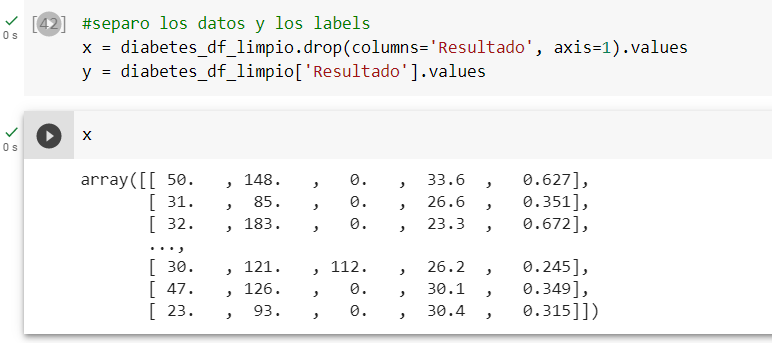 [42] #separo los datos y los labels
0 s
x = diabetes_df_limpio.drop(columns='Resultado', axis=1).values
y = diabetes_df_limpio['Resultado'].values
x
0 s
array([[ 50.   , 148.   ,   0.   ,  33.6  ,   0.627],
       [ 31.   ,  85.   ,   0.   ,  26.6  ,   0.351],
       [ 32.   , 183.   ,   0.   ,  23.3  ,   0.672],
       ...,
       [ 30.   , 121.   , 112.   ,  26.2  ,   0.245],
       [ 47.   , 126.   ,   0.   ,  30.1  ,   0.349],
       [ 23.   ,  93.   ,   0.   ,  30.4  ,   0.315]])